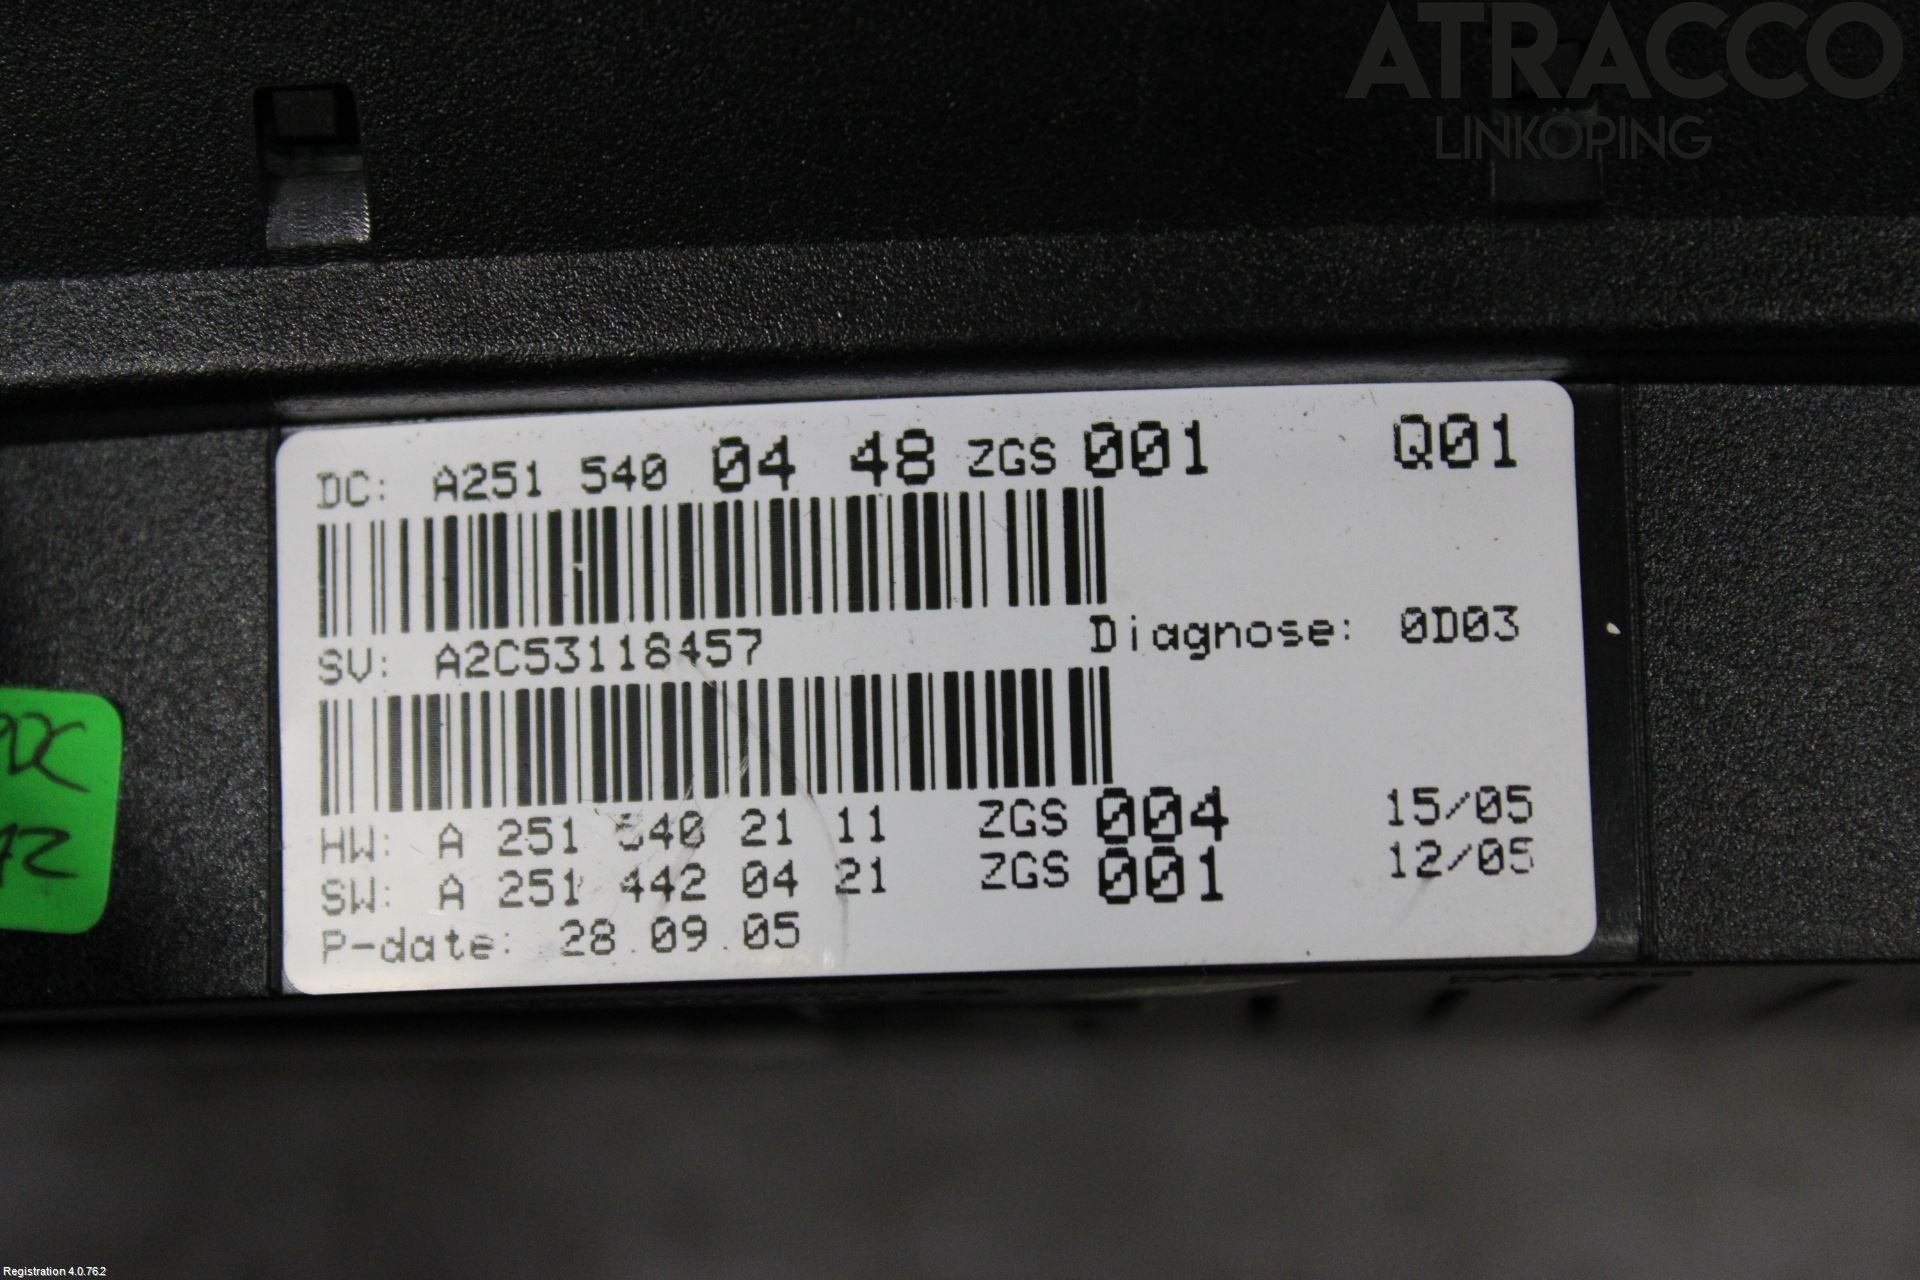 ATRACCO
LINKÖPING
DC: A251 540 04 48 ZGS 001 Q01
SV: A2C53118457 Diagnose: 0D03
HW: A 251 540 21 11 ZGS 004 15/05
SW: A 251 442 04 21 ZGS 001 12/05
P-date: 28.09.05
Registration 4.0.76.2